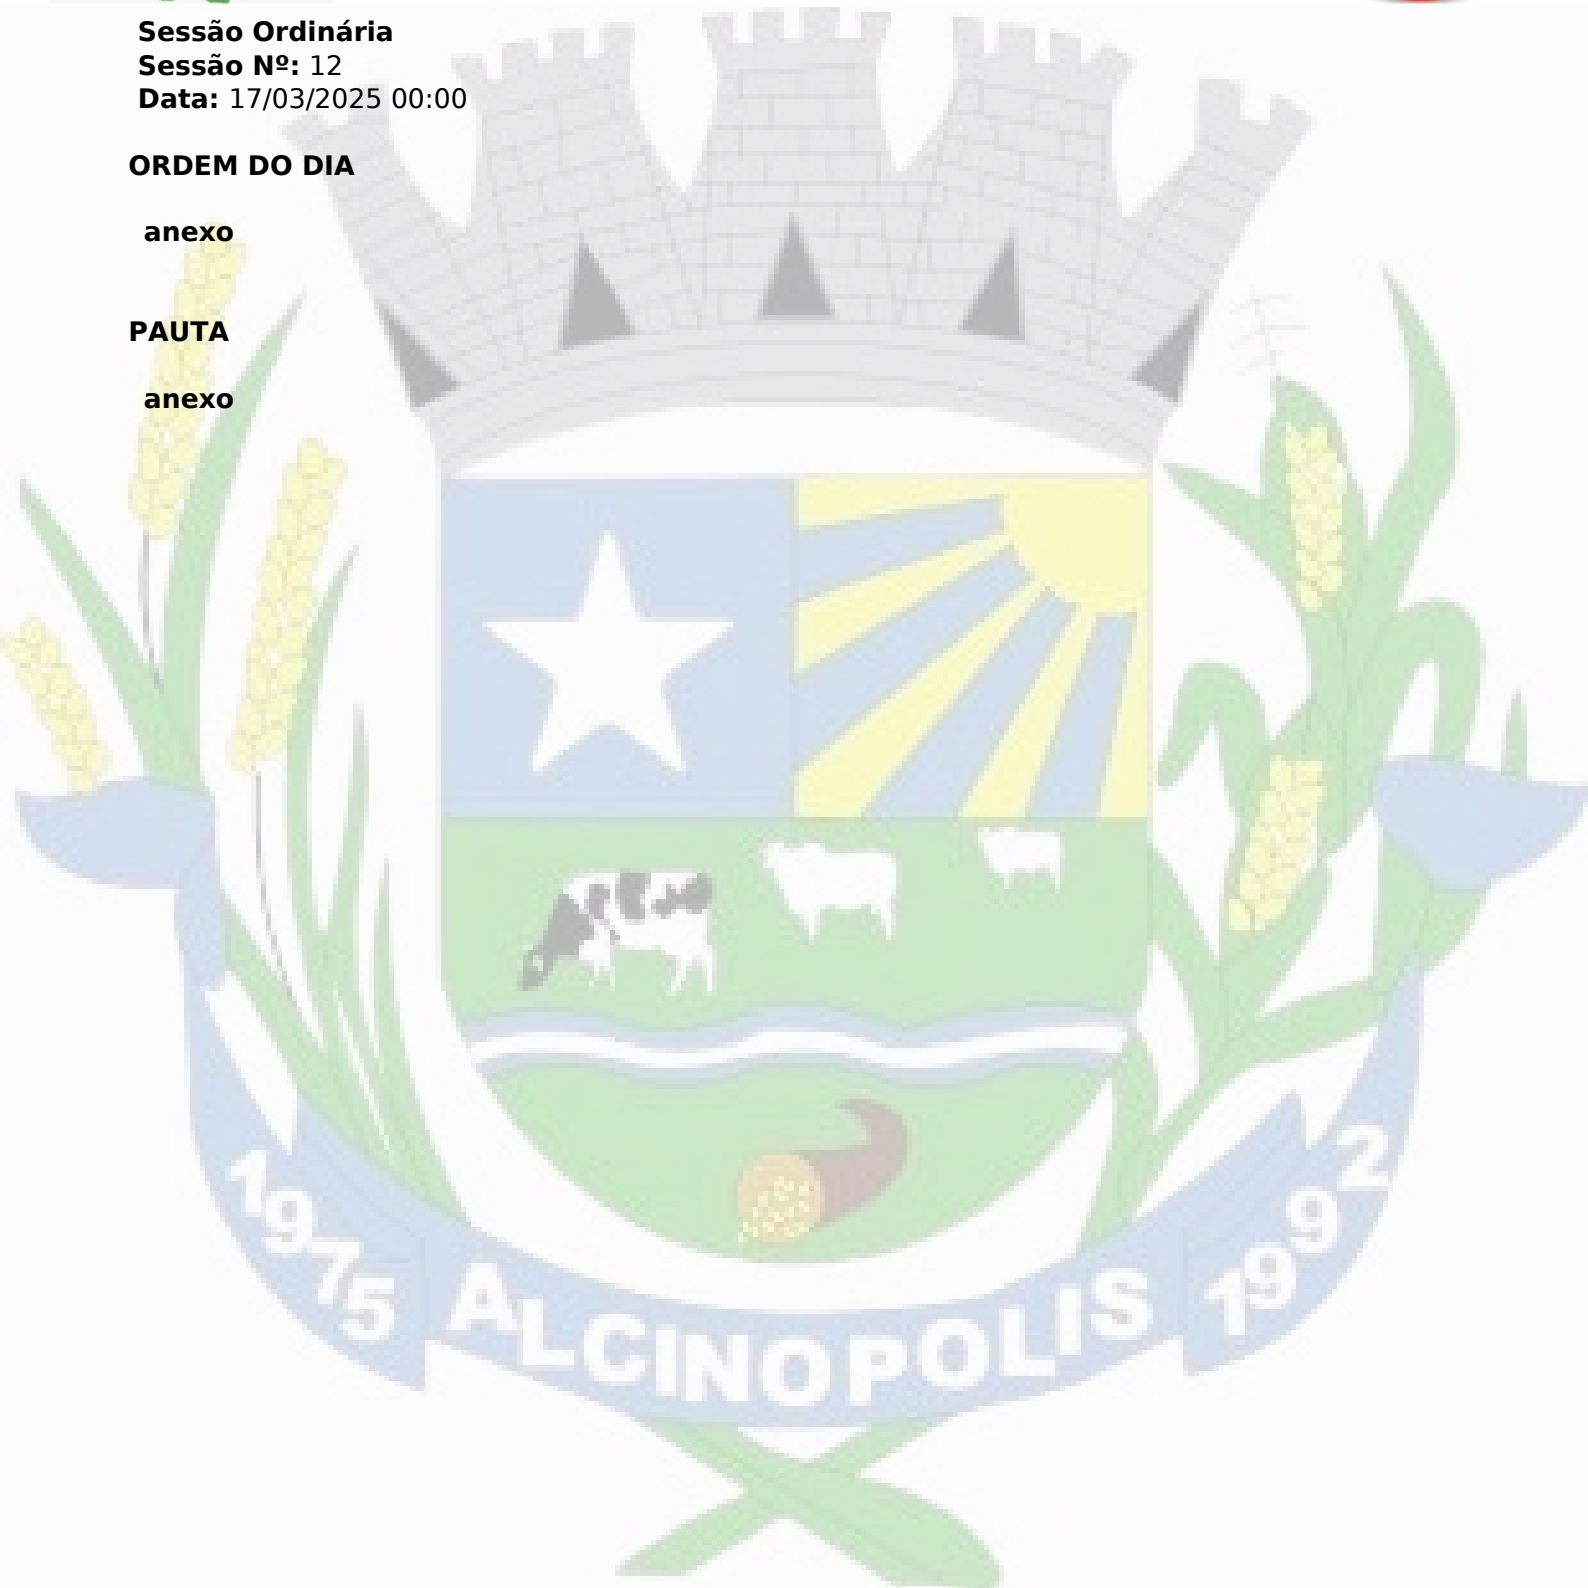 Sessão Ordinária
Sessão Nº: 12
Data: 17/03/2025 00:00
ORDEM DO DIA
anexo
PAUTA
anexo
1975 ALCINOPOLIS 1992